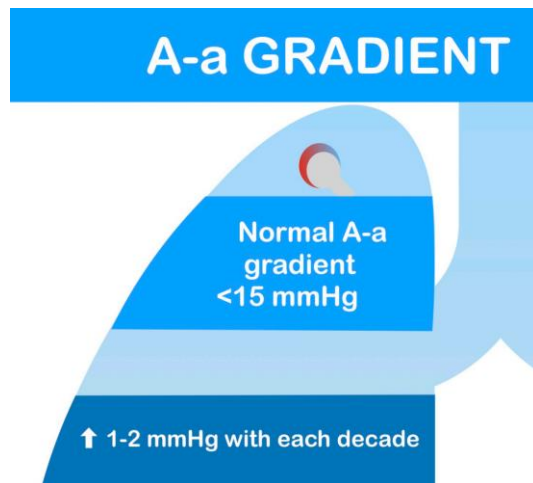 A-a GRADIENT
Normal A-a
gradient
<15 mmHg
⬆ 1-2 mmHg with each decade